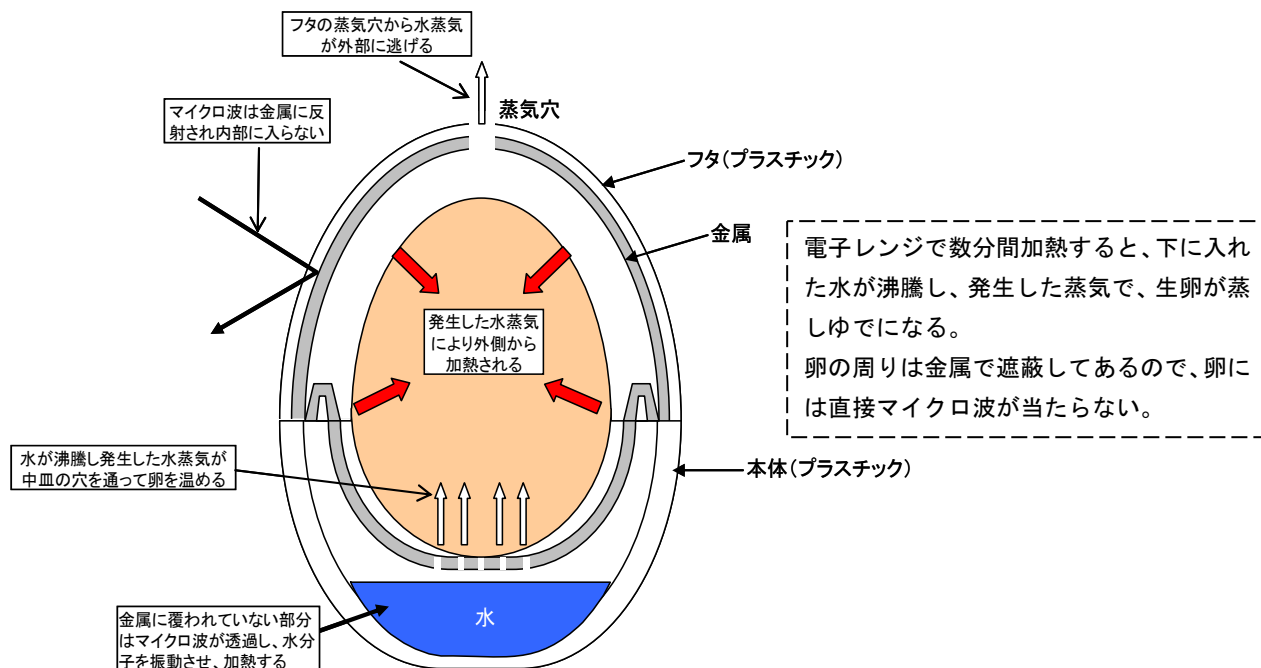 フタの蒸気穴から水蒸気
が外部に逃げる
蒸気穴
マイクロ波は金属に反
射され内部に入らない
フタ(プラスチック)
金属
電子レンジで数分間加熱すると、下に入れ
た水が沸騰し、発生した蒸気で、生卵が蒸
しゆでになる。
卵の周りは金属で遮蔽してあるので、卵に
は直接マイクロ波が当たらない。
発生した水蒸気
により外側から
加熱される
水が沸騰し発生した水蒸気が
中皿の穴を通って卵を温める
本体(プラスチック)
金属に覆われていない部分
はマイクロ波が透過し、水分
子を振動させ、加熱する
水